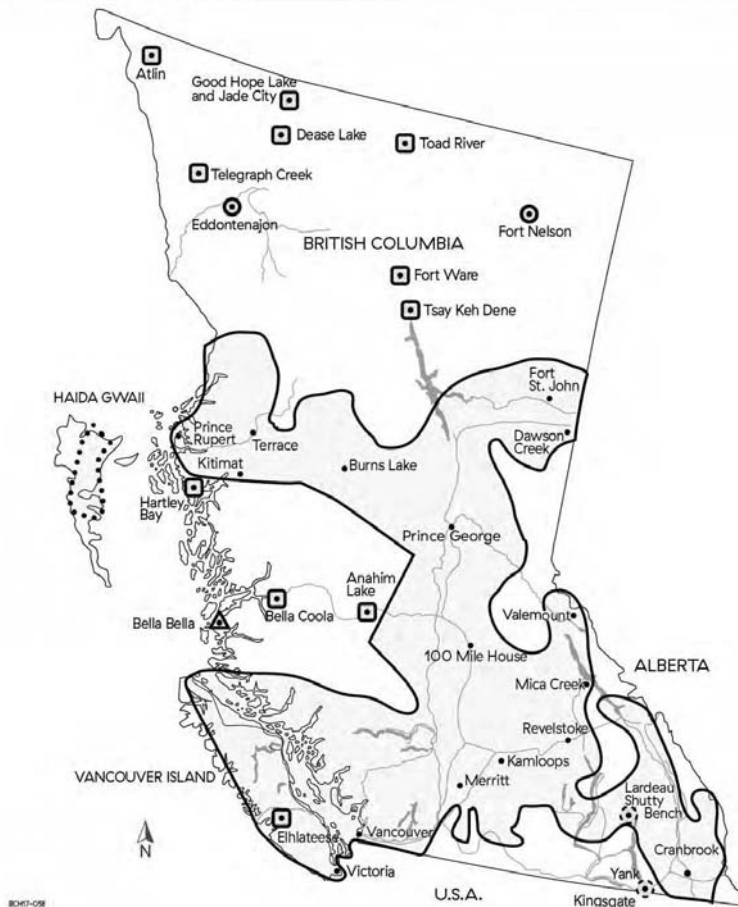 Atlin
Good Hope Lake
and Jade City
Dease Lake
Toad River
Telegraph Creek
Eddontenajon
Fort Nelson
BRITISH COLUMBIA
Fort Ware
Tsay Keh Dene
Fort
St. John
HAIDA GWAII
Prince
Rupert
Terrace
Dawson
Creek
Kitimat
Burns Lake
Hartley
Bay
Prince George
Anahim
Lake
Bella Bella
Bella Coola
Valemount
100 Mile House
ALBERTA
Mica Creek
Revelstoke
VANCOUVER ISLAND
Kamloops
Merritt
Lardeau
Shutty
Bench
Elhlateese
Vancouver
N
Cranbrook
Victoria
Yank
U.S.A.
Kingsgate
BCH17-058